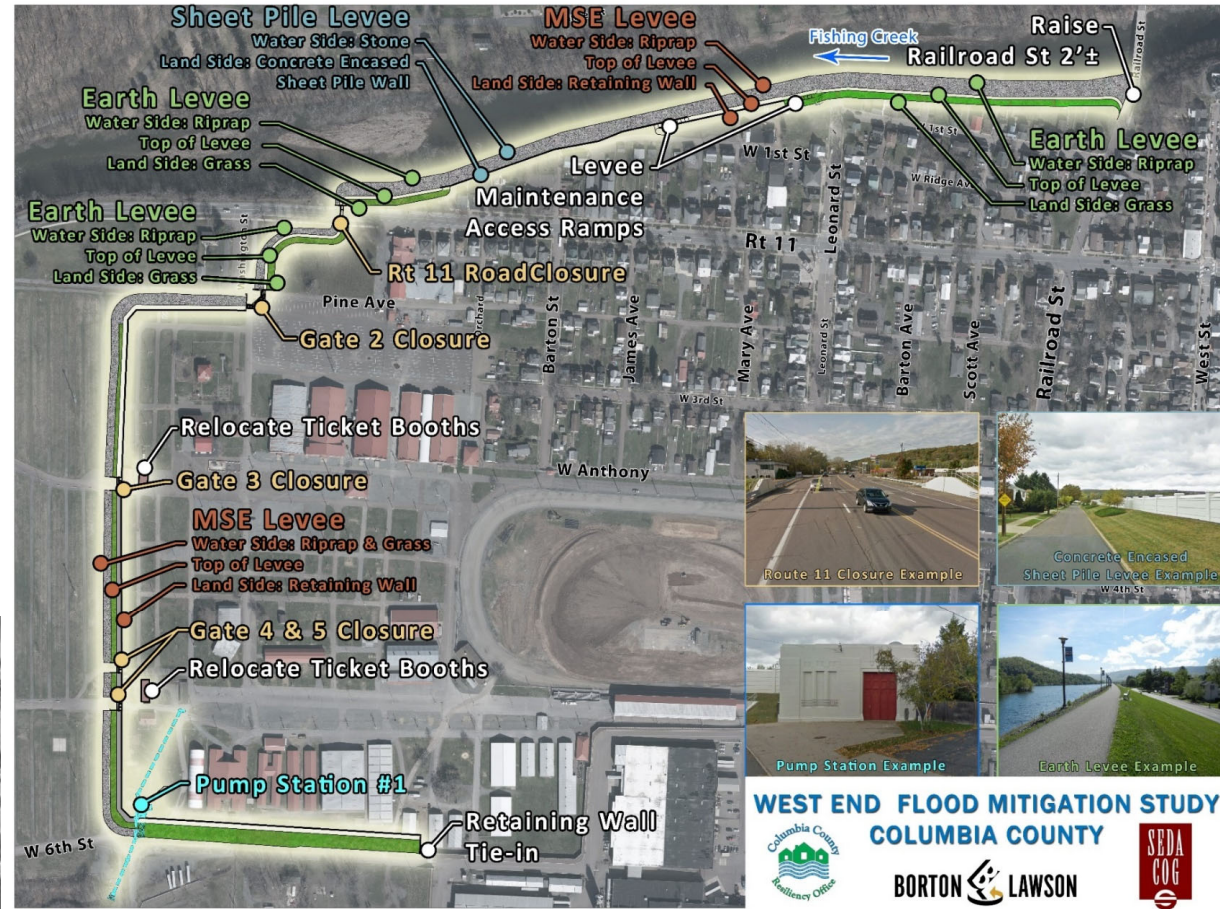 Sheet Pile Levee
Water Side: Stone
Land Side: Concrete Encased
Sheet Pile Wall
MSE Levee
Water Side: Riprap
Top of Levee
Land Side: Retaining Wall
Fishing Creek
Raise
Railroad St 2'±
Railroad St
Earth Levee
Water Side: Riprap
Top of Levee
Land Side: Grass
Earth Levee
Water Side: Riprap
Top of Levee
Land Side: Grass
Levee
Maintenance
Access Ramps
W 1st St
W 1st St
W Ridge Ave
Leonard St
Earth Levee
Water Side: Riprap
Top of Levee
Land Side: Grass
Rt 11
Rt 11 RoadClosure
Pine Ave
Gate 2 Closure
Barton St
James Ave
Mary Ave
Leonard St
Barton Ave
Scott Ave
Railroad St
West St
W 3rd St
Relocate Ticket Booths
W Anthony
Gate 3 Closure
MSE Levee
Water Side: Riprap & Grass
Top of Levee
Land Side: Retaining Wall
Gate 4 & 5 Closure
Relocate Ticket Booths
Pump Station #1
Retaining Wall
Tie-in
W 6th St
Route 11 Closure Example
Concrete Encased
Sheet Pile Levee Example
W 4th St
Pump Station Example
Earth Levee Example
WEST END FLOOD MITIGATION STUDY
COLUMBIA COUNTY
Columbia County
Resiliency Office
BORTON LAWSON
SEDA
COG